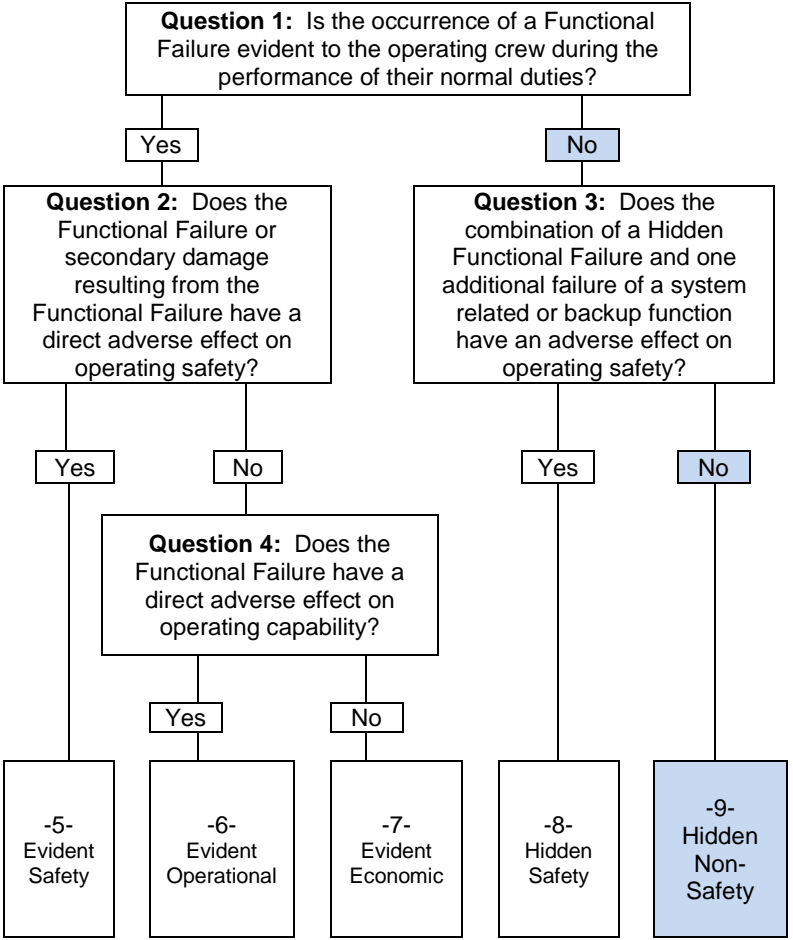 Question 1: Is the occurrence of a Functional
Failure evident to the operating crew during the
performance of their normal duties?
Yes
No
Question 2: Does the
Functional Failure or
secondary damage
resulting from the
Functional Failure have a
direct adverse effect on
operating safety?
Question 3: Does the
combination of a Hidden
Functional Failure and one
additional failure of a system
related or backup function
have an adverse effect on
operating safety?
Yes
No
Yes
No
Question 4: Does the
Functional Failure have a
direct adverse effect on
operating capability?
Yes
No
-5-
Evident
Safety
-6-
Evident
Operational
-7-
Evident
Economic
-8-
Hidden
Safety
-9-
Hidden
Non-
Safety